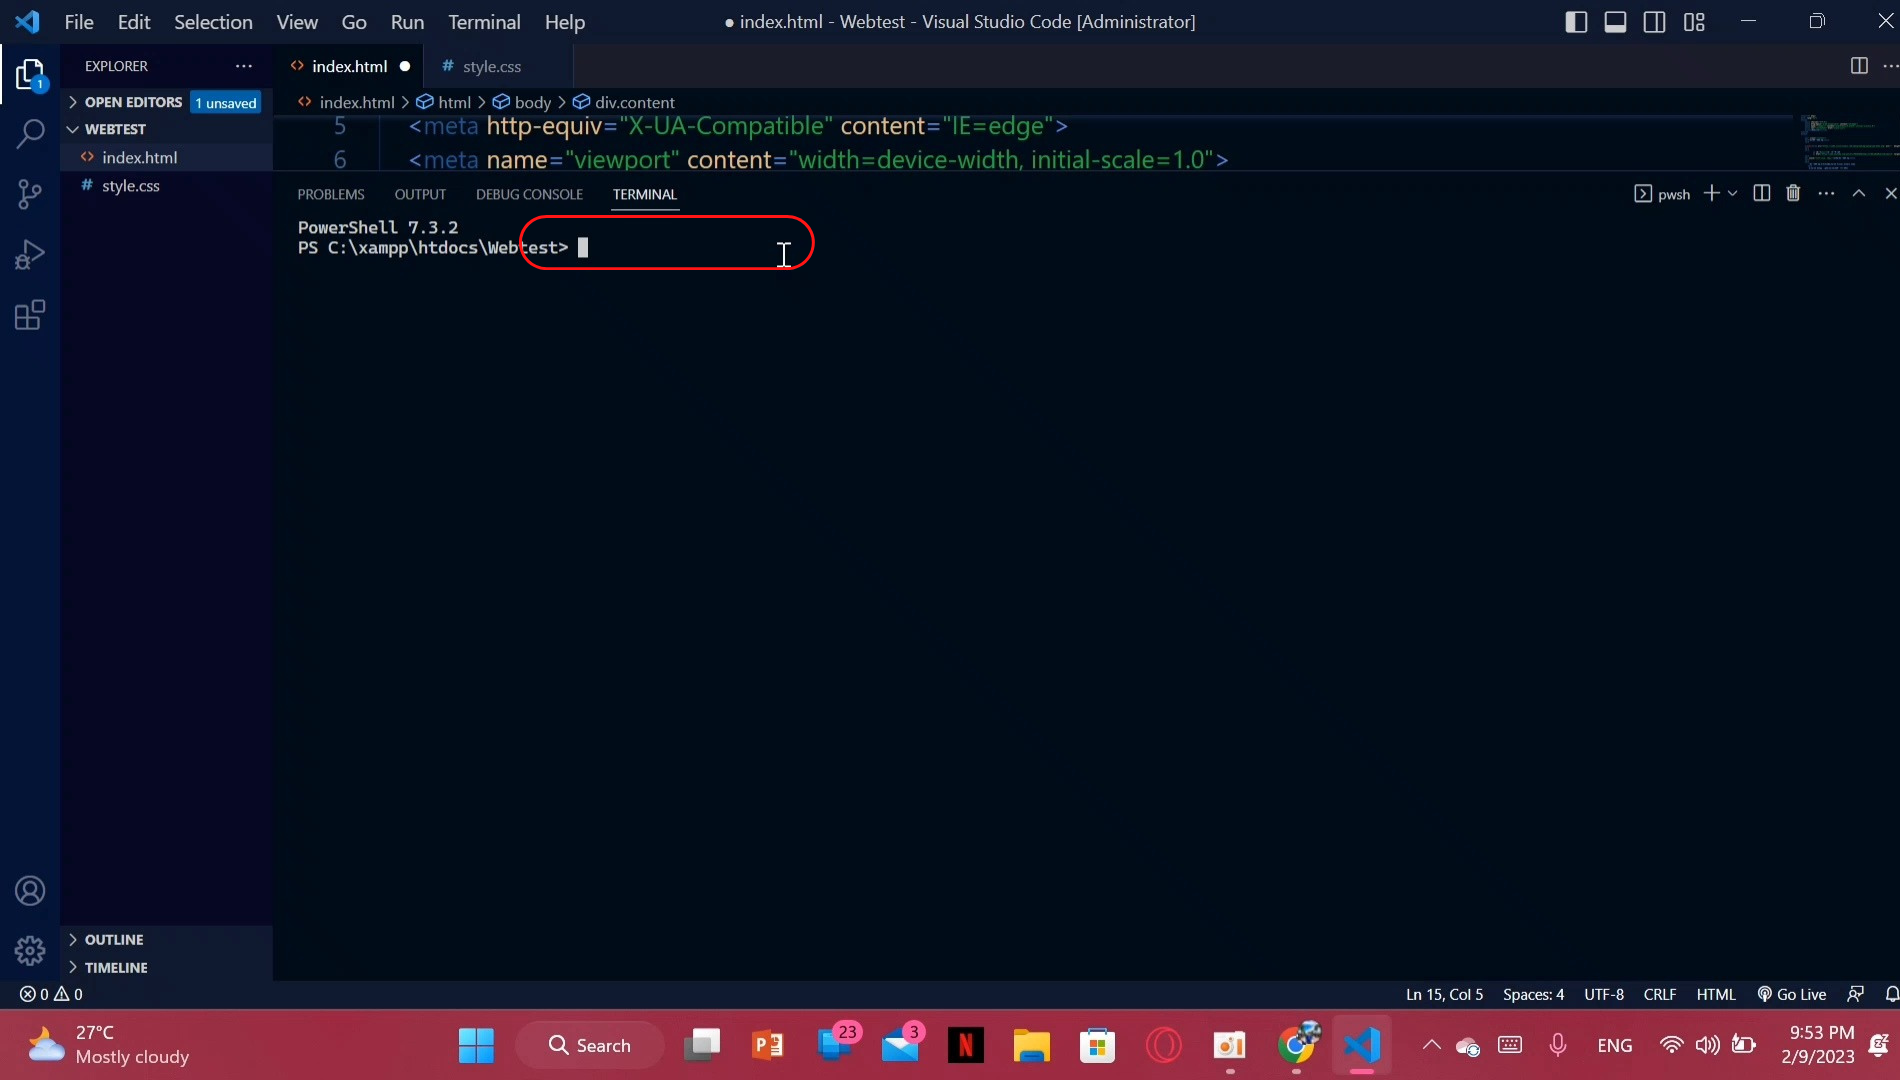 File Edit Selection View Go Run Terminal Help
● index.html - Webtest - Visual Studio Code [Administrator]
1
EXPLORER
OPEN EDITORS 1 unsaved
WEBTEST
index.html
# style.css
OUTLINE
TIMELINE
index.html ●
# style.css
index.html > html > body > div.content
5 <meta http-equiv="X-UA-Compatible" content="IE=edge">
6 <meta name="viewport" content="width=device-width, initial-scale=1.0">
PROBLEMS OUTPUT DEBUG CONSOLE TERMINAL
pwsh
PowerShell 7.3.2
PS C:\xampp\htdocs\Webtest>
0 0
Ln 15, Col 5 Spaces: 4 UTF-8 CRLF HTML Go Live
27°C
Mostly cloudy
Search
P
23
3
N
ENG
9:53 PM
2/9/2023